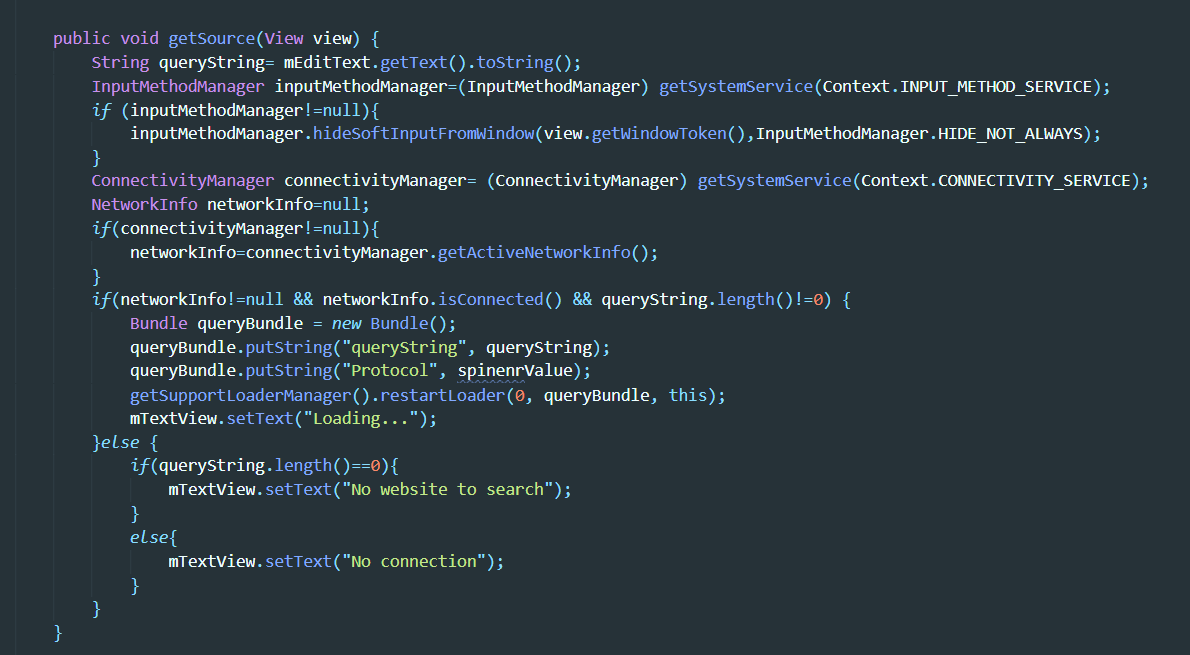 public void getSource(View view) {
String queryString= mEditText.getText().toString();
InputMethodManager inputMethodManager=(InputMethodManager) getSystemService(Context.INPUT_METHOD_SERVICE);
if (inputMethodManager!=null){
inputMethodManager.hideSoftInputFromWindow(view.getWindowToken(),InputMethodManager.HIDE_NOT_ALWAYS);
}
ConnectivityManager connectivityManager= (ConnectivityManager) getSystemService(Context.CONNECTIVITY_SERVICE);
NetworkInfo networkInfo=null;
if(connectivityManager!=null){
networkInfo=connectivityManager.getActiveNetworkInfo();
}
if(networkInfo!=null && networkInfo.isConnected() && queryString.length()!=0) {
Bundle queryBundle = new Bundle();
queryBundle.putString("queryString", queryString);
queryBundle.putString("Protocol", spinenrValue);
getSupportLoaderManager().restartLoader(0, queryBundle, this);
mTextView.setText("Loading...");
}else {
if(queryString.length()==0){
mTextView.setText("No website to search");
}
else{
mTextView.setText("No connection");
}
}
}